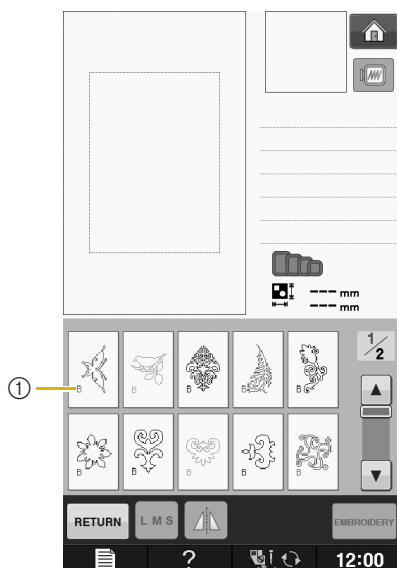 --- mm
--- mm
1/2
①
B B B B B
B B B B B
RETURN L M S EMBROIDERY
? 12:00